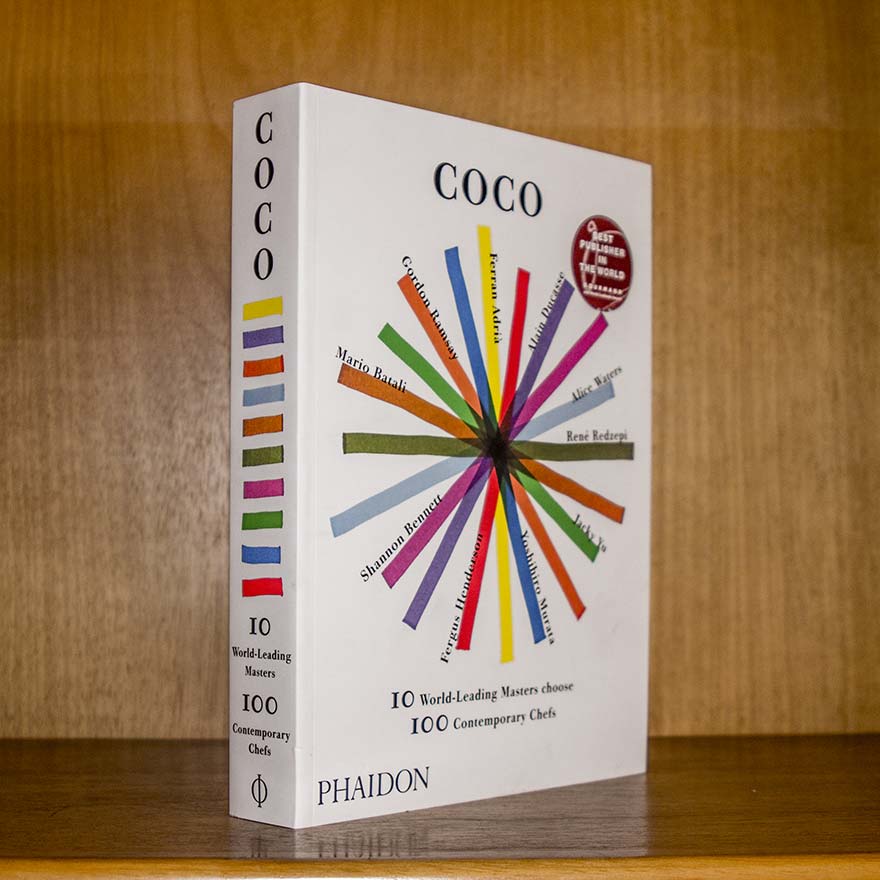 COCO
10
World-Leading
Masters
100
Contemporary
Chefs
COCO
BEST
PUBLISHER
IN
THE WORLD
GOURMAND
Ferran Adrià
Alain Ducasse
Alice Waters
René Redzepi
Jacky Yu
Yoshihiro Murata
Fergus Henderson
Shannon Bennett
Mario Batali
Gordon Ramsay
10 World-Leading Masters choose
100 Contemporary Chefs
PHAIDON